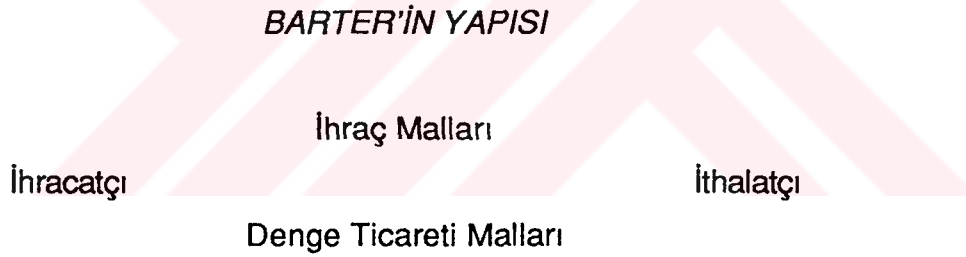 BARTER'İN YAPISI
İhraç Malları
İhracatçı İthalatçı
Denge Ticareti Malları